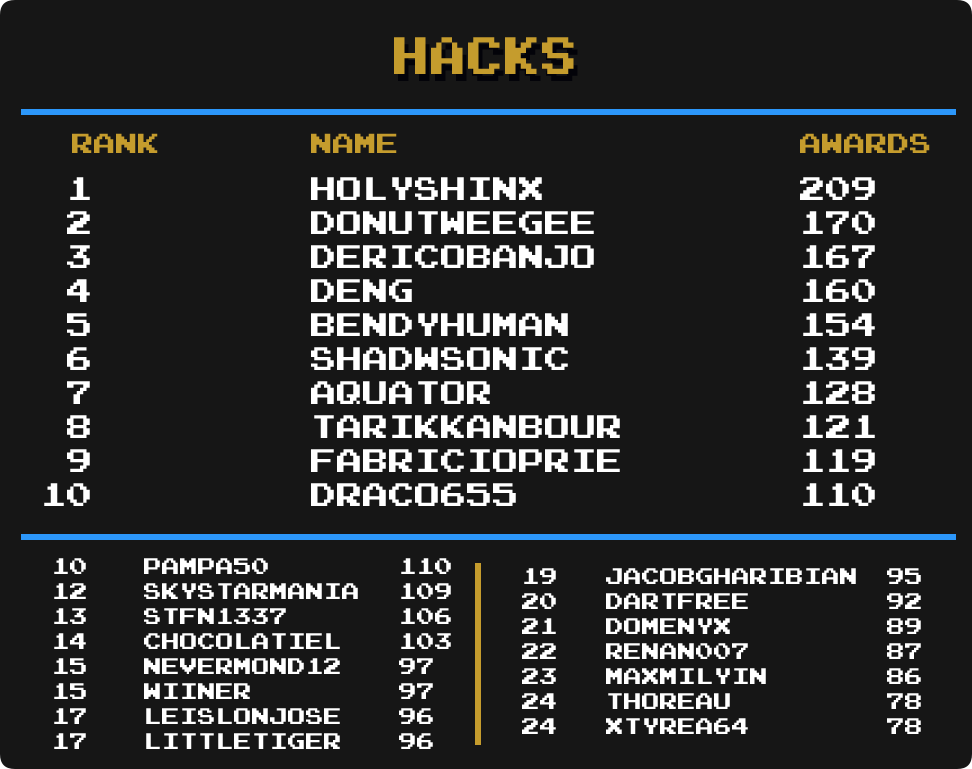 HACKS
RANK NAME AWARDS
1 HOLYSHINX 209
2 DONUTWEEGEE 170
3 DERICOBANJO 167
4 DENG 160
5 BENDYHUMAN 154
6 SHADWSONIC 139
7 AQUATOR 128
8 TARIKKANBOUR 121
9 FABRICIOPRIE 119
10 DRACO655 110
10 PAMPA50 110
12 SKYSTARMANIA 109
13 STFN1337 106
14 CHOCOLATIEL 103
15 NEVERMOND12 97
15 WIINER 97
17 LEISLONJOSE 96
17 LITTLETIGER 96
19 JACOBGHARIBIAN 95
20 DARTFREE 92
21 DOMENYX 89
22 RENAN007 87
23 MAXMILYIN 86
24 THOREAU 78
24 XTYREA64 78